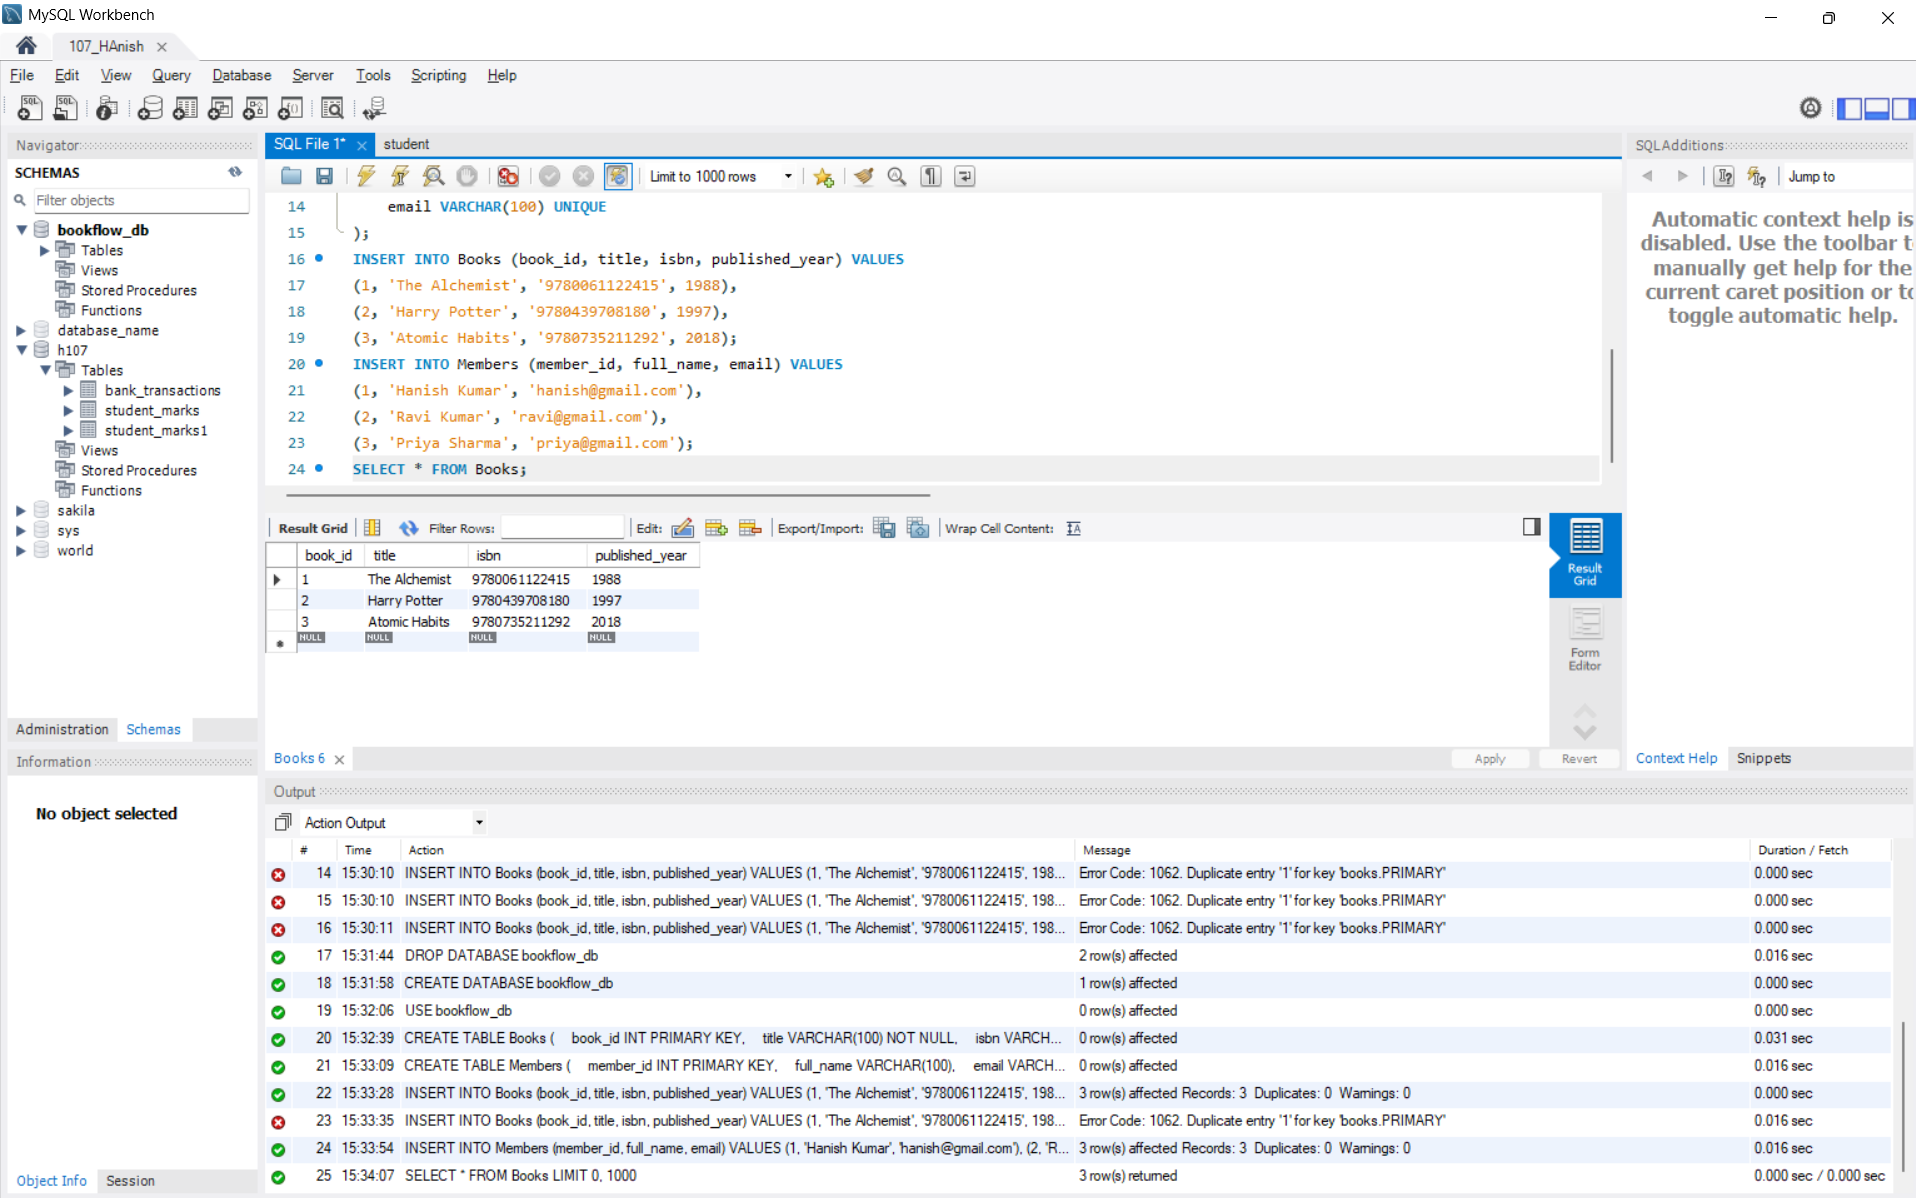 MySQL Workbench
107_HAnish
File Edit View Query Database Server Tools Scripting Help
Navigator
SCHEMAS
Filter objects
bookflow_db
Tables
Views
Stored Procedures
Functions
database_name
h107
Tables
bank_transactions
student_marks
student_marks1
Views
Stored Procedures
Functions
sakila
sys
world
Administration Schemas
Information
No object selected
Object Info Session
SQL File 1* student
Limit to 1000 rows
14 email VARCHAR(100) UNIQUE
15 );
16 INSERT INTO Books (book_id, title, isbn, published_year) VALUES
17 (1, 'The Alchemist', '9780061122415', 1988),
18 (2, 'Harry Potter', '9780439708180', 1997),
19 (3, 'Atomic Habits', '9780735211292', 2018);
20 INSERT INTO Members (member_id, full_name, email) VALUES
21 (1, 'Hanish Kumar', 'hanish@gmail.com'),
22 (2, 'Ravi Kumar', 'ravi@gmail.com'),
23 (3, 'Priya Sharma', 'priya@gmail.com');
24 SELECT * FROM Books;
Result Grid Filter Rows: Edit: Export/Import: Wrap Cell Content:
book_id title isbn published_year
1 The Alchemist 9780061122415 1988
2 Harry Potter 9780439708180 1997
3 Atomic Habits 9780735211292 2018
NULL NULL NULL NULL
Result
Grid
Form
Editor
Books 6
Apply Revert
SQLAdditions
Jump to
Automatic context help is
disabled. Use the toolbar t
manually get help for the
current caret position or to
toggle automatic help.
Context Help Snippets
Output
Action Output
# Time Action Message Duration / Fetch
14 15:30:10 INSERT INTO Books (book_id, title, isbn, published_year) VALUES (1, 'The Alchemist', '9780061122415', 198... Error Code: 1062. Duplicate entry '1' for key 'books.PRIMARY' 0.000 sec
15 15:30:10 INSERT INTO Books (book_id, title, isbn, published_year) VALUES (1, 'The Alchemist', '9780061122415', 198... Error Code: 1062. Duplicate entry '1' for key 'books.PRIMARY' 0.000 sec
16 15:30:11 INSERT INTO Books (book_id, title, isbn, published_year) VALUES (1, 'The Alchemist', '9780061122415', 198... Error Code: 1062. Duplicate entry '1' for key 'books.PRIMARY' 0.000 sec
17 15:31:44 DROP DATABASE bookflow_db 2 row(s) affected 0.016 sec
18 15:31:58 CREATE DATABASE bookflow_db 1 row(s) affected 0.000 sec
19 15:32:06 USE bookflow_db 0 row(s) affected 0.000 sec
20 15:32:39 CREATE TABLE Books ( book_id INT PRIMARY KEY, title VARCHAR(100) NOT NULL, isbn VARCH... 0 row(s) affected 0.031 sec
21 15:33:09 CREATE TABLE Members ( member_id INT PRIMARY KEY, full_name VARCHAR(100), email VARCH... 0 row(s) affected 0.016 sec
22 15:33:28 INSERT INTO Books (book_id, title, isbn, published_year) VALUES (1, 'The Alchemist', '9780061122415', 198... 3 row(s) affected Records: 3 Duplicates: 0 Warnings: 0 0.000 sec
23 15:33:35 INSERT INTO Books (book_id, title, isbn, published_year) VALUES (1, 'The Alchemist', '9780061122415', 198... Error Code: 1062. Duplicate entry '1' for key 'books.PRIMARY' 0.016 sec
24 15:33:54 INSERT INTO Members (member_id, full_name, email) VALUES (1, 'Hanish Kumar', 'hanish@gmail.com'), (2, 'R... 3 row(s) affected Records: 3 Duplicates: 0 Warnings: 0 0.016 sec
25 15:34:07 SELECT * FROM Books LIMIT 0, 1000 3 row(s) returned 0.000 sec / 0.000 sec